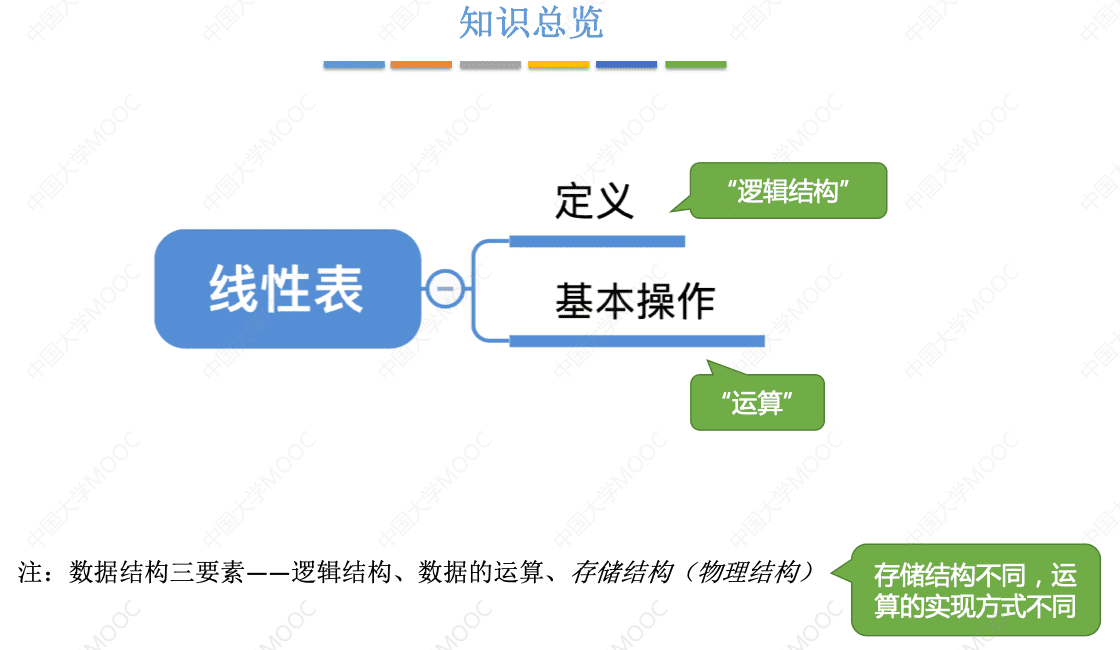 知识总览
定义
“逻辑结构”
线性表
基本操作
“运算”
注：数据结构三要素——逻辑结构、数据的运算、存储结构（物理结构）
存储结构不同，运
算的实现方式不同
中国大学MOOC